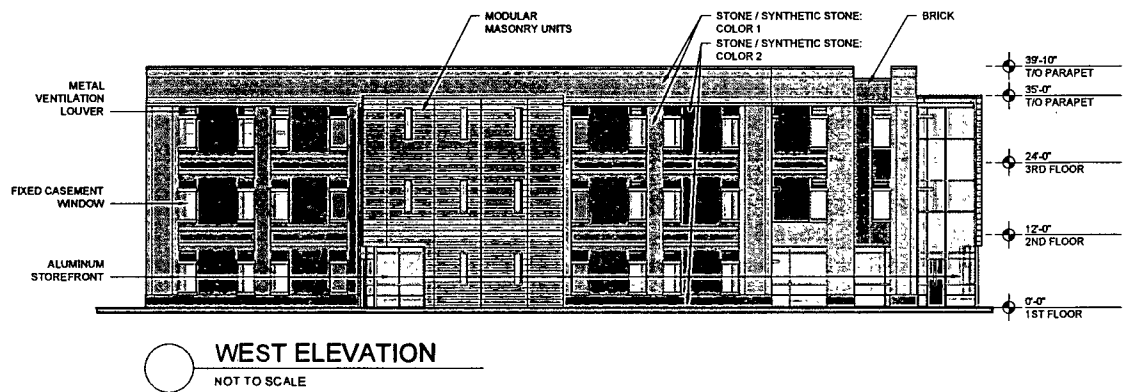 MODULAR
MASONRY UNITS
STONE / SYNTHETIC STONE:
COLOR 1
STONE / SYNTHETIC STONE:
COLOR 2
BRICK
METAL
VENTILATION
LOUVER
FIXED CASEMENT
WINDOW
ALUMINUM
STOREFRONT
39'-10"
T/O PARAPET
35'-0"
T/O PARAPET
24'-0"
3RD FLOOR
12'-0"
2ND FLOOR
0'-0"
1ST FLOOR
WEST ELEVATION
NOT TO SCALE